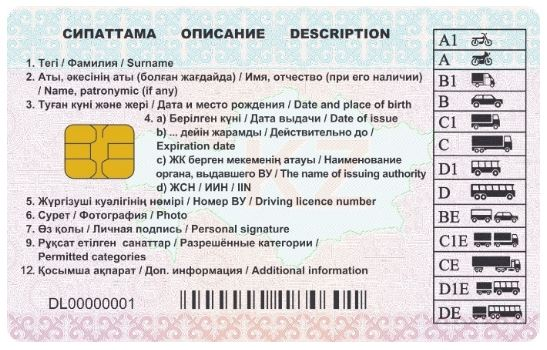 СИПАТТАМА ОПИСАНИЕ DESCRIPTION
1. Тегі / Фамилия / Surname
2. Аты, әкесінің аты (болған жағдайда) / Имя, отчество (при его наличии)
/ Name, patronymic (if any)
3. Туған күні және жері / Дата и место рождения / Date and place of birth
4. a) Берілген күні / Дата выдачи / Date of issue
b) ... дейін жарамды / Действительно до /
Expiration date
c) ЖК берген мекеменің атауы / Наименование
органа, выдавшего ВУ / The name of issuing authority
d) ЖСН / ИИН / IIN
5. Жүргізуші куәлігінің нөмірі / Номер ВУ / Driving licence number
6. Сурет / Фотография / Photo
7. Өз қолы / Личная подпись / Personal signature
9. Рұқсат етілген санаттар / Разрешённые категории /
Permitted categories
12. Қосымша ақпарат / Доп. информация / Additional information
DL00000001
KZ
A1
A
B1
B
C1
C
D1
D
BE
C1E
CE
D1E
DE